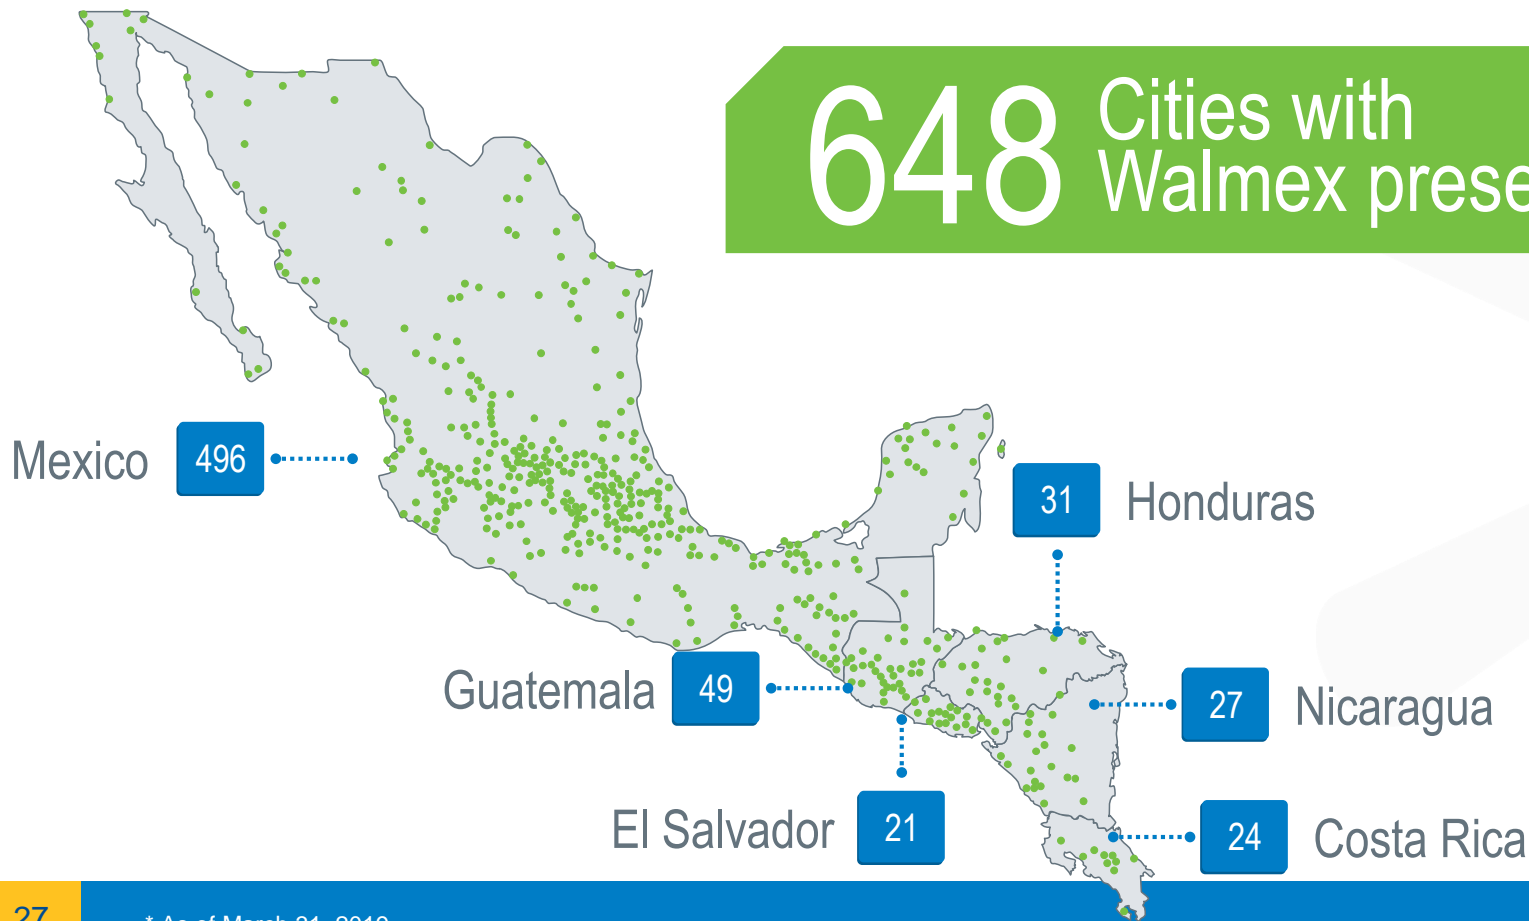 648 Cities with
Walmex prese
Mexico 496
31 Honduras
Guatemala 49
27 Nicaragua
El Salvador 21
24 Costa Rica
27